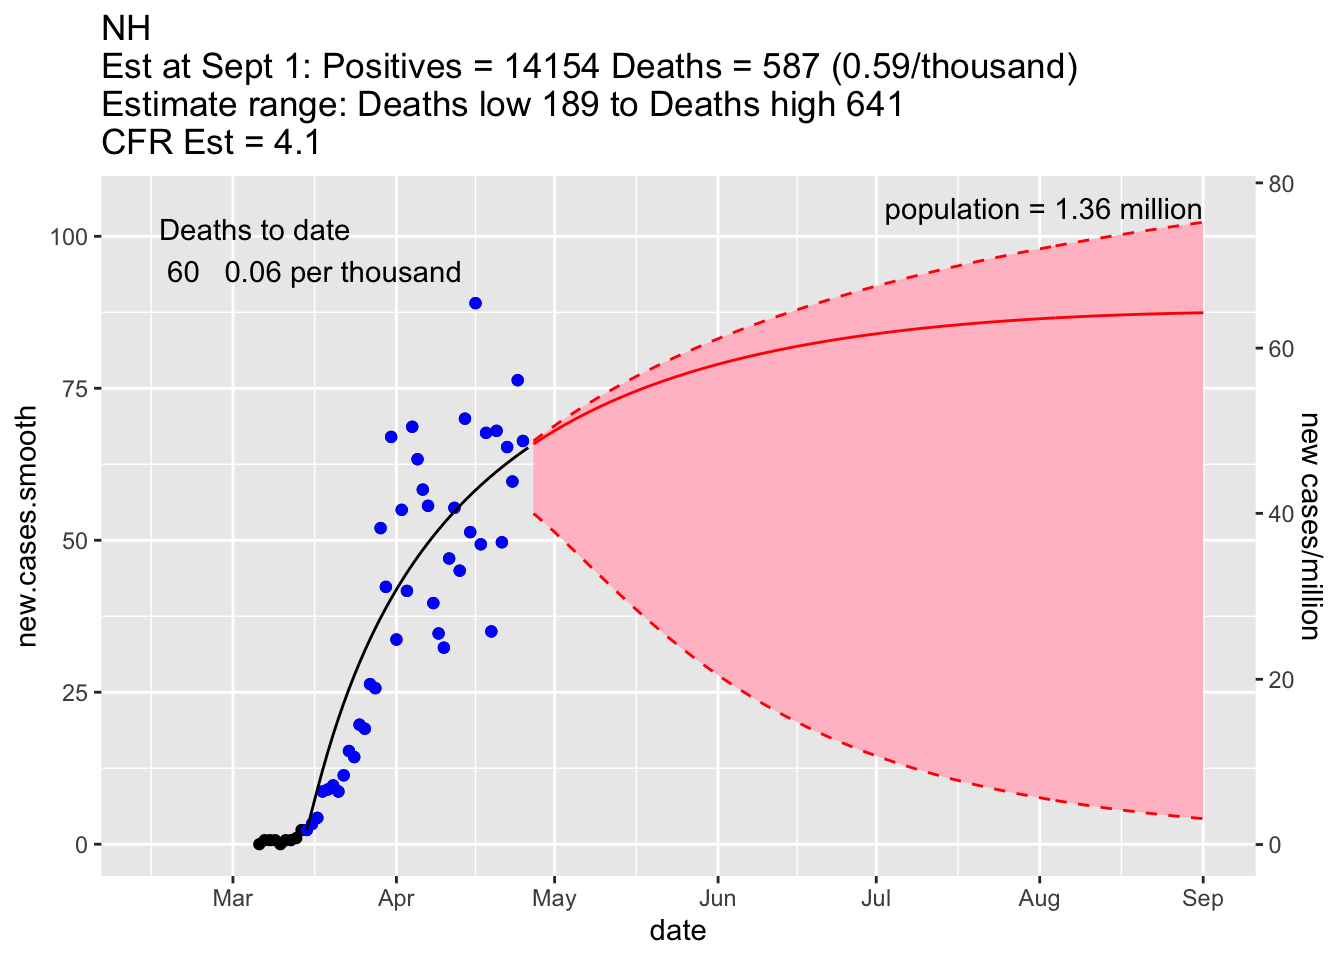 NH
Est at Sept 1: Positives = 14154 Deaths = 587 (0.59/thousand)
Estimate range: Deaths low 189 to Deaths high 641
CFR Est = 4.1
Deaths to date
60 0.06 per thousand
population = 1.36 million
100
75
50
25
0
new.cases.smooth
80
60
40
20
0
new cases/million
Mar Apr May Jun Jul Aug Sep
date